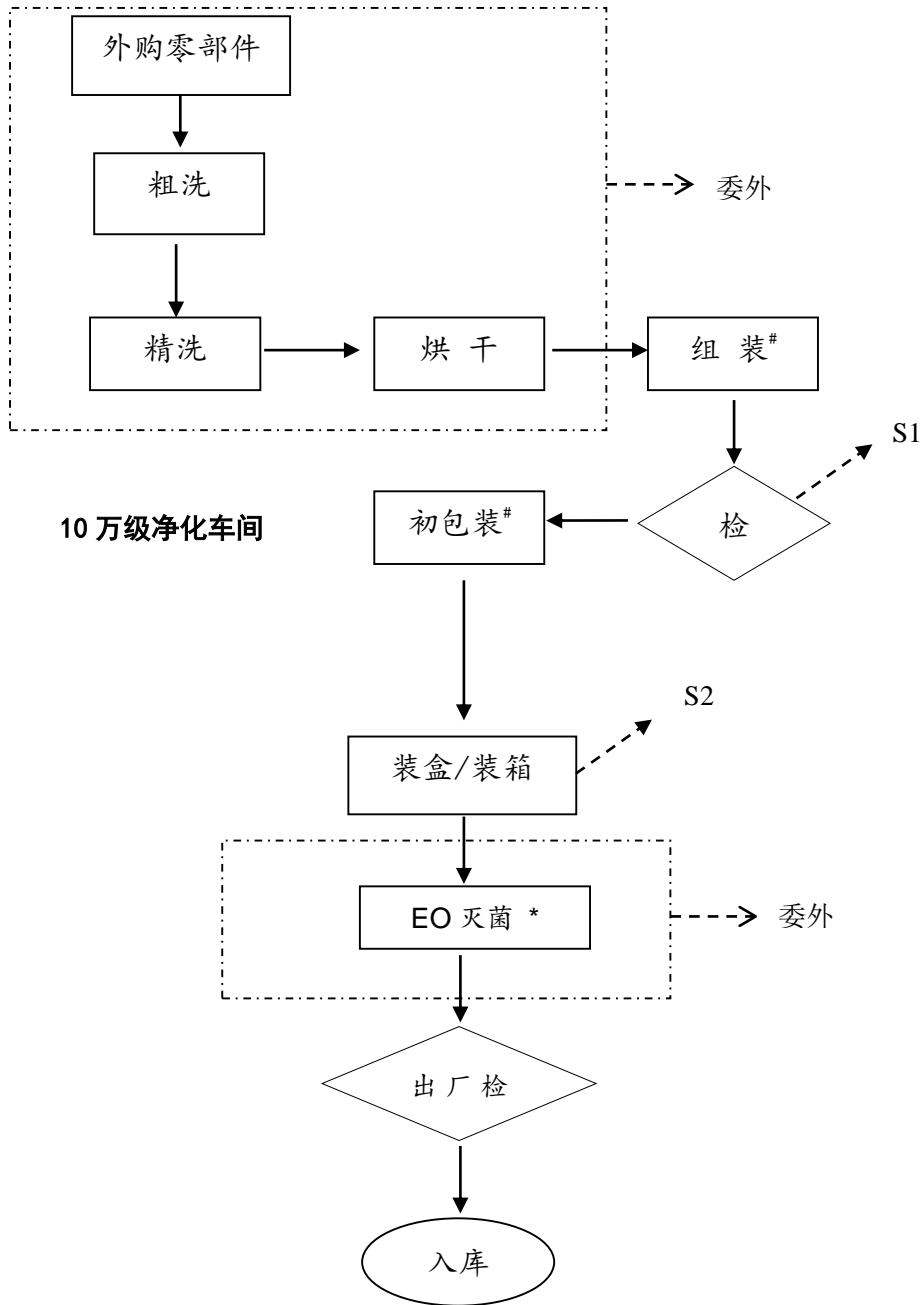 外购零部件
粗洗
委外
精洗
烘 干
组 装#
S1
10 万级净化车间
初包装#
检
S2
装盒/装箱
EO 灭菌 *
委外
出 厂 检
入库